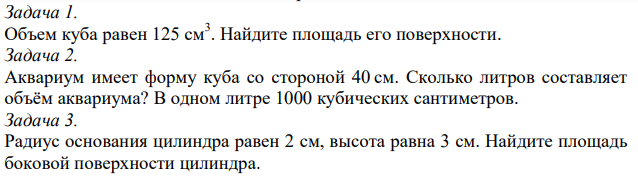 Задача 1.
Объем куба равен 125 см³. Найдите площадь его поверхности.
Задача 2.
Аквариум имеет форму куба со стороной 40 см. Сколько литров составляет
объём аквариума? В одном литре 1000 кубических сантиметров.
Задача 3.
Радиус основания цилиндра равен 2 см, высота равна 3 см. Найдите площадь
боковой поверхности цилиндра.